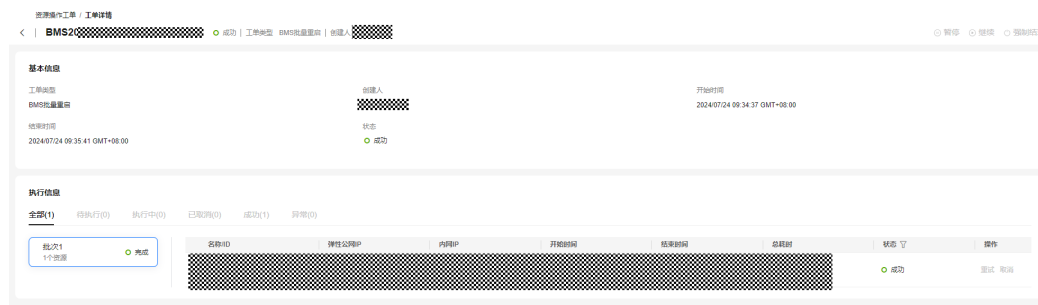 资源操作工单 / 工单详情
BMS20 成功 | 工单类型 BMS批量重启 | 创建人 暂停 继续 强制结束
基本信息
工单类型 创建人 开始时间
BMS批量重启 2024/07/24 09:34:37 GMT+08:00
结束时间 状态
2024/07/24 09:35:41 GMT+08:00 成功
执行信息
全部(1) 待执行(0) 执行中(0) 已取消(0) 成功(1) 异常(0)
批次1 完成
1个资源
名称/ID 弹性公网IP 内网IP 开始时间 结束时间 总耗时 状态 操作
成功 重试 取消